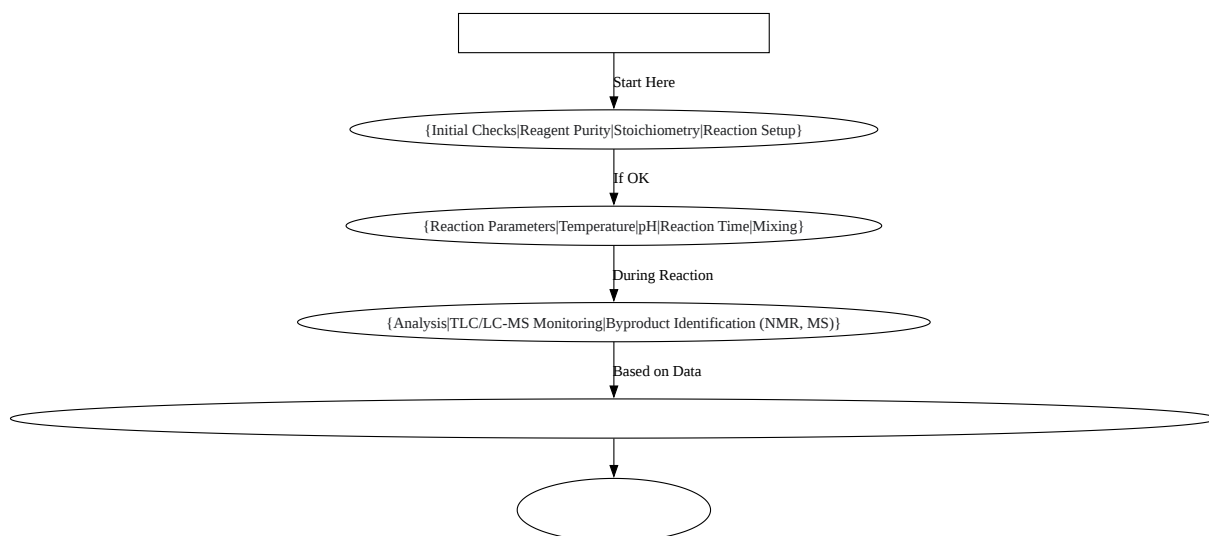 Start Here
{Initial Checks|Reagent Purity|Stoichiometry|Reaction Setup}
If OK
{Reaction Parameters|Temperature|pH|Reaction Time|Mixing}
During Reaction
{Analysis|TLC/LC-MS Monitoring|Byproduct Identification (NMR, MS)}
Based on Data